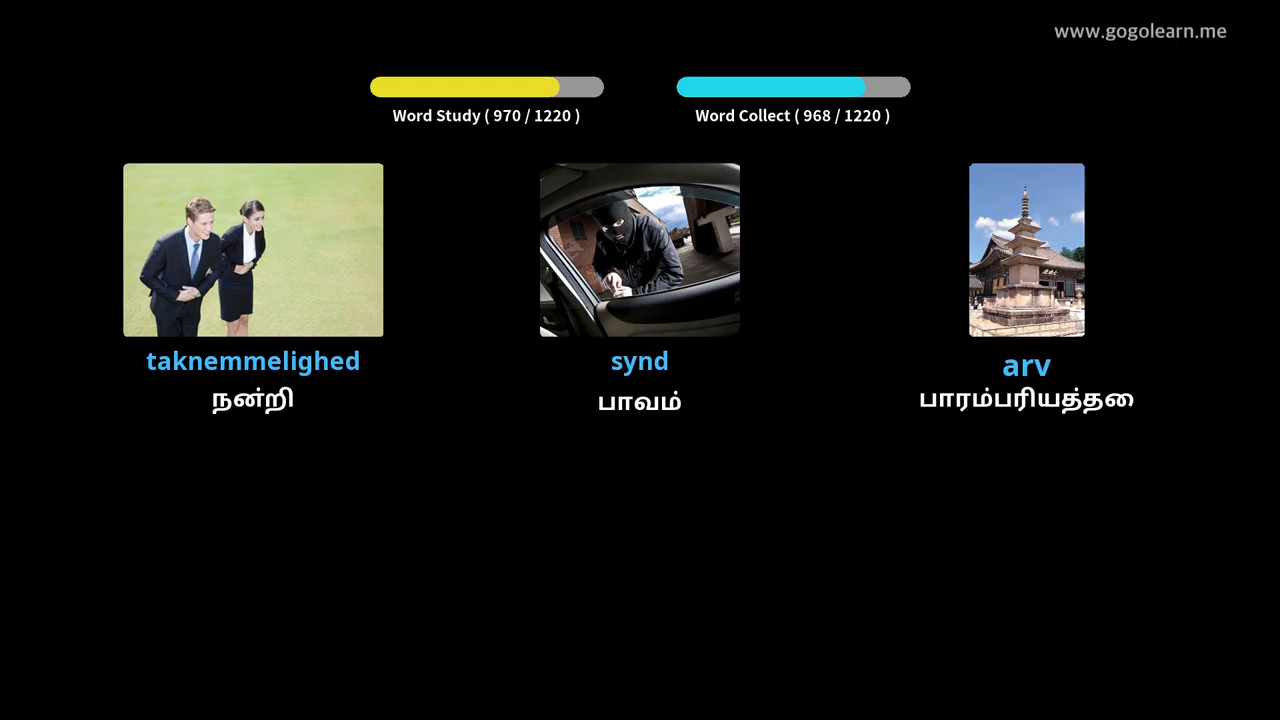 www.gogolearn.me
Word Study ( 970 / 1220 )
Word Collect ( 968 / 1220 )
taknemmelighed
synd
arv
நன்றி
பாவம்
பாரம்பரியத்தை